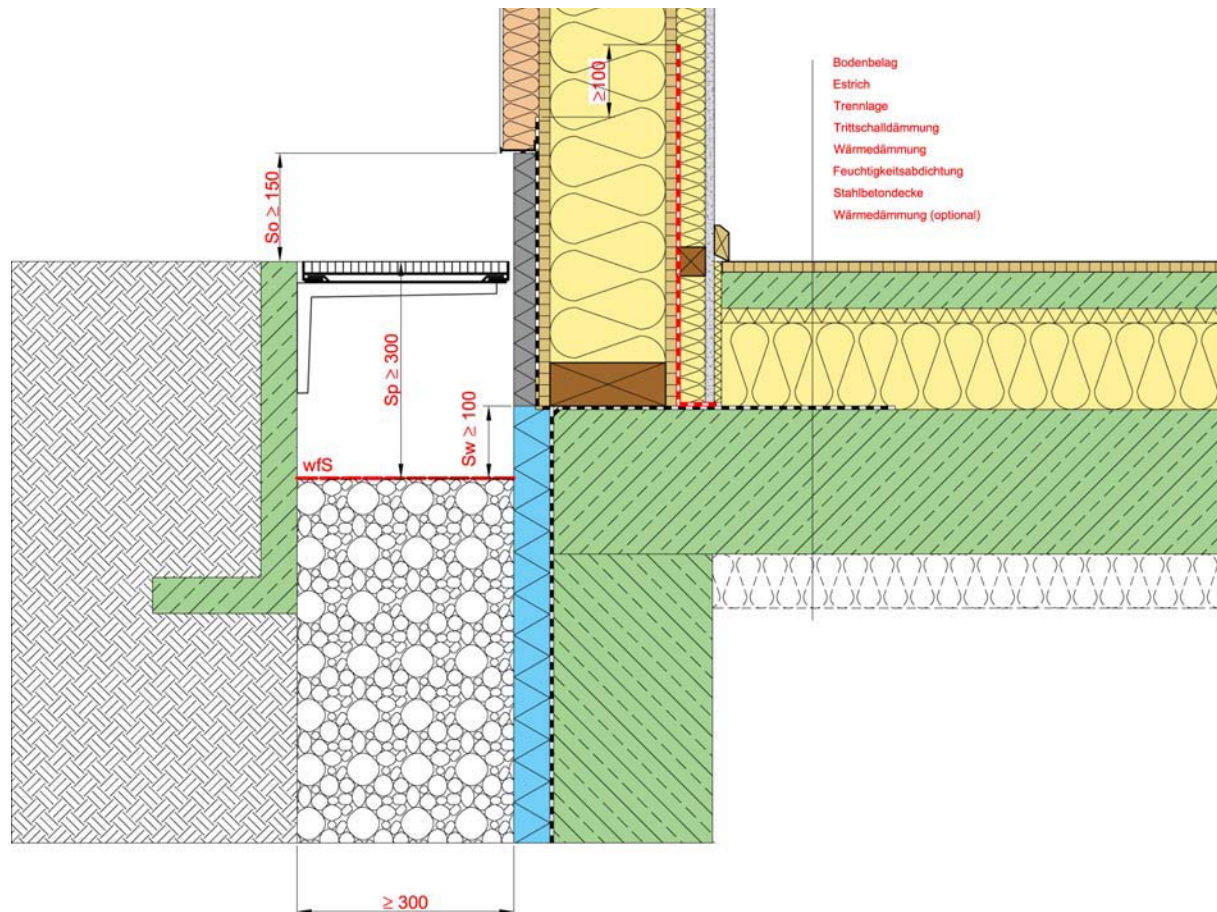 ≥100
So ≥ 150
Sp ≥ 300
Sw ≥ 100
wfS
≥ 300
Bodenbelag
Estrich
Trennlage
Trittschalldämmung
Wärmedämmung
Feuchtigkeitsabdichtung
Stahlbetondecke
Wärmedämmung (optional)